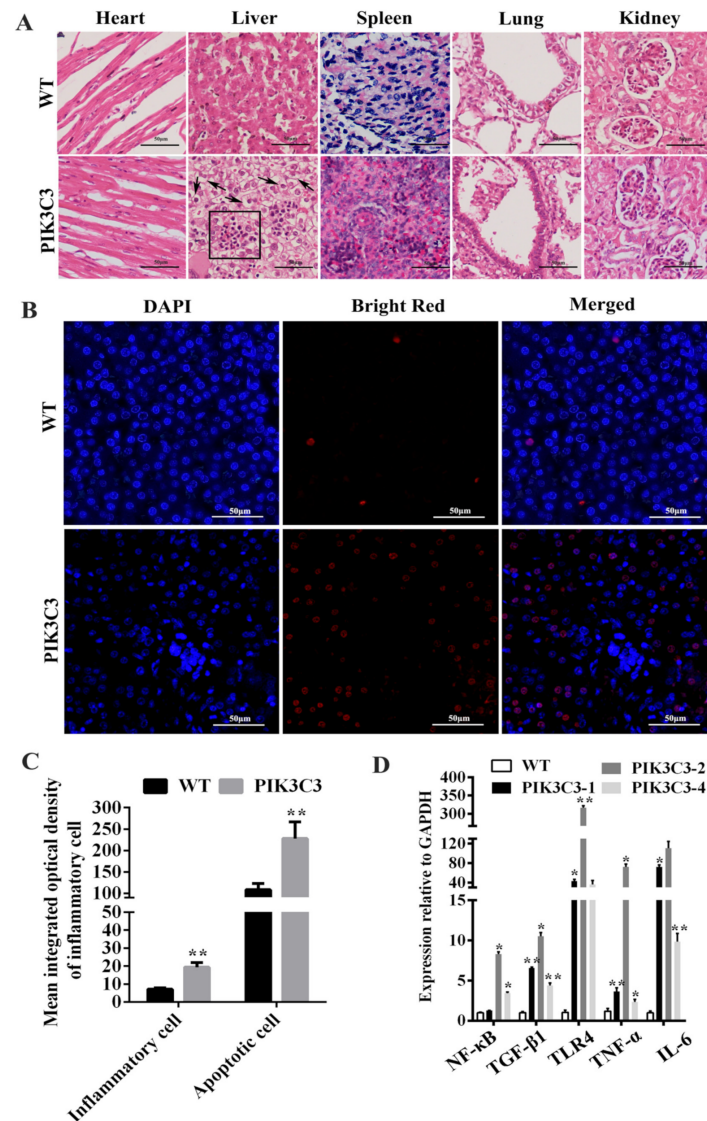 A
Heart Liver Spleen Lung Kidney
WT
50μm
PIK3C3
50μm
B
DAPI Bright Red Merged
WT
50μm 50μm 50μm
PIK3C3
50μm 50μm 50μm
C
WT PIK3C3
Mean integrated optical density
of inflammatory cell
300
250
200
150
100
50
40
30
20
10
0
**
**
Inflammatory cell
Apoptotic cell
D
WT PIK3C3-2
PIK3C3-1 PIK3C3-4
Expression relative to GAPDH
400
300
120
80
40
10
5
0
* * * * ** * ** * ** * ** * * * **
NF-κB TGF-β1 TLR4 TNF-α IL-6